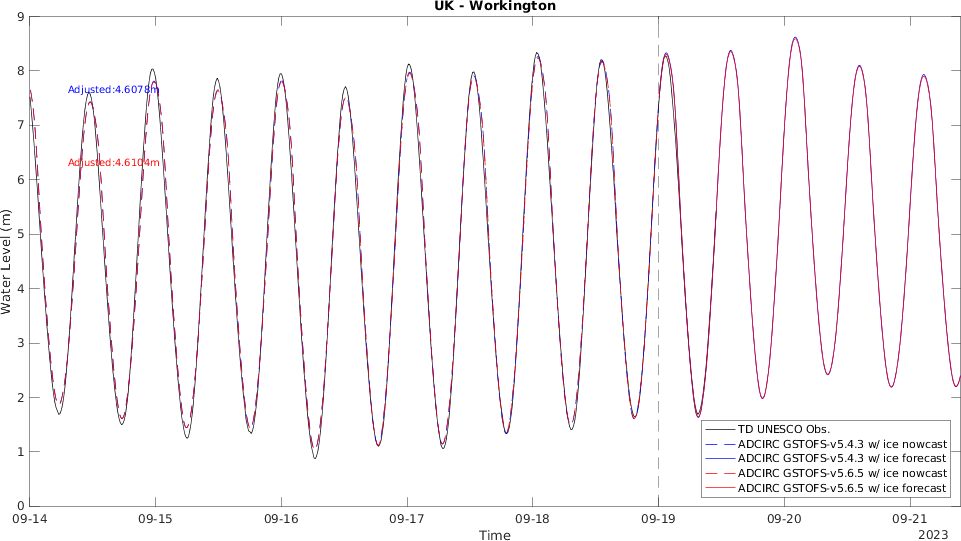 UK - Workington
9
8
7
6
5
4
3
2
1
0
Water Level (m)
Adjusted:4.6078m
Adjusted:4.6104m
TD UNESCO Obs.
ADCIRC GSTOFS-v5.4.3 w/ ice nowcast
ADCIRC GSTOFS-v5.4.3 w/ ice forecast
ADCIRC GSTOFS-v5.6.5 w/ ice nowcast
ADCIRC GSTOFS-v5.6.5 w/ ice forecast
09-14 09-15 09-16 09-17 09-18 09-19 09-20 09-21
Time
2023